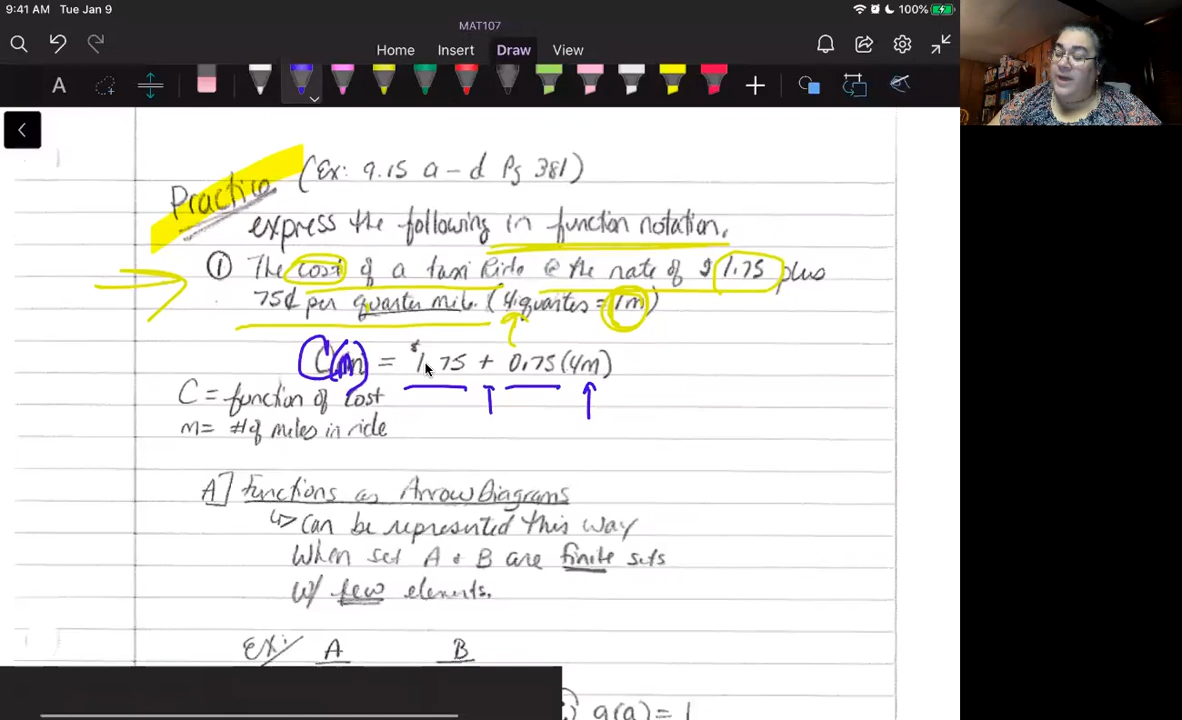 9:41 AM Tue Jan 9
100%
MAT107
Home Insert Draw View
Practice (Ex: 9.15 a-d Pg 381)
express the following in function notation.
① The cost of a taxi Ride @ the rate of $1.75 plus
75¢ per quarter mile. (4 quarters = 1m)
C(m) = $1.75 + 0.75(4m)
C = function of cost
m = # of miles in ride
A] Functions as Arrow Diagrams
↳ can be represented this way
When set A & B are finite sets
w/ few elements.
Ex:/ A B
g(a) = 1